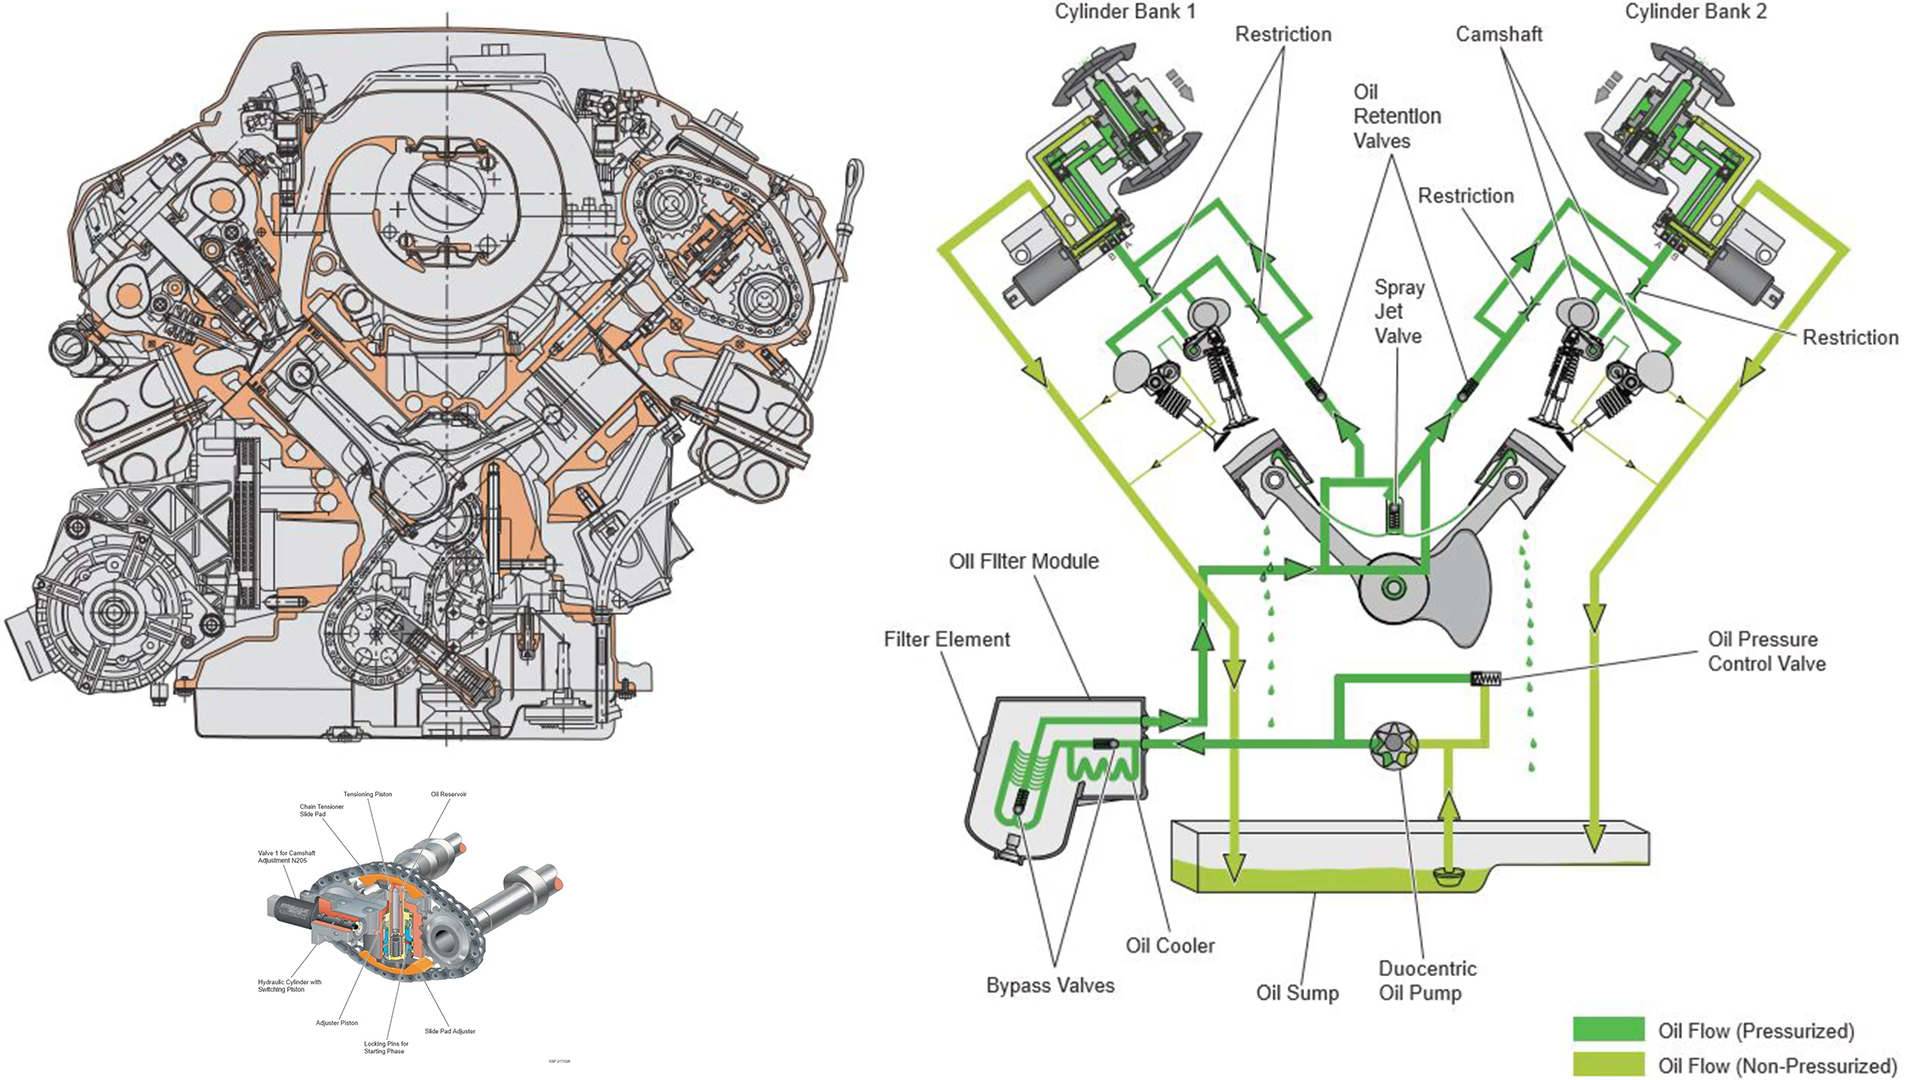 Cylinder Bank 1
Cylinder Bank 2
Restriction
Camshaft
Oil
Retention
Valves
Restriction
Spray
Jet
Valve
Restriction
A
B
A
B
Oil FIlter Module
Filter Element
Oil Pressure
Control Valve
Oil Cooler
Bypass Valves
Oil Sump
Duocentric
Oil Pump
Oil Flow (Pressurized)
Oil Flow (Non-Pressurized)
Tensioning Piston
Oil Reservoir
Chain Tensioner
Slide Pad
Valve 1 for Camshaft
Adjustment N205
Hydraulic Cylinder with
Switching Piston
Adjuster Piston
Slide Pad Adjuster
Locking Pins for
Starting Phase